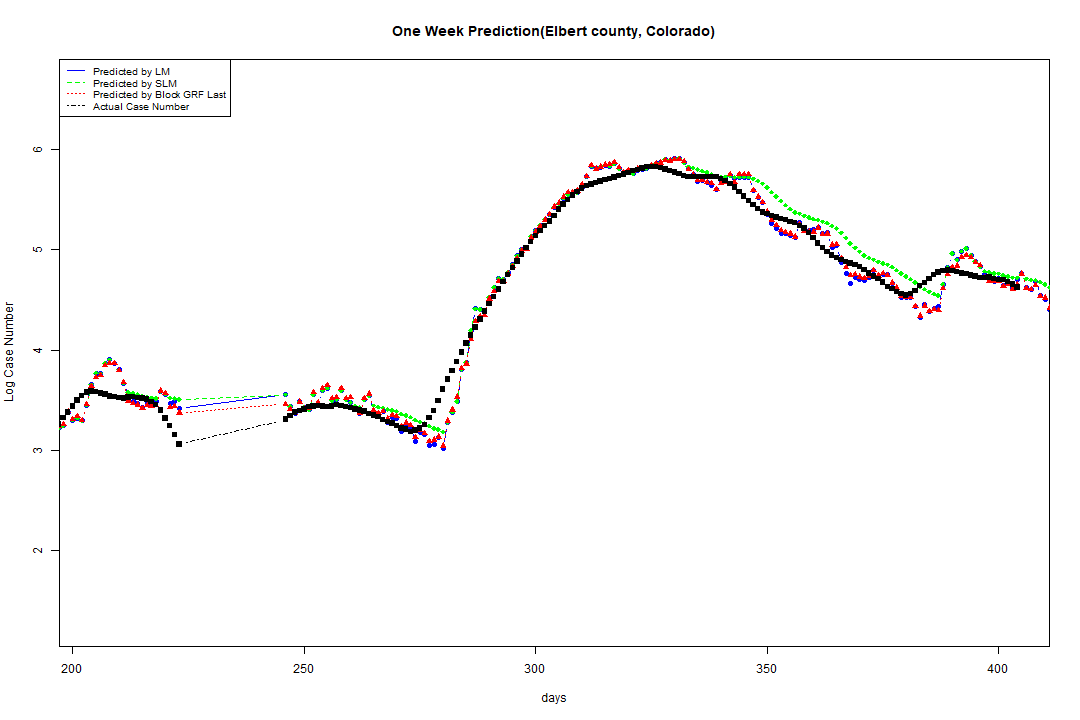 One Week Prediction(Elbert county, Colorado)
Predicted by LM
Predicted by SLM
Predicted by Block GRF Last
Actual Case Number
6
5
4
3
2
Log Case Number
200 250 300 350 400
days